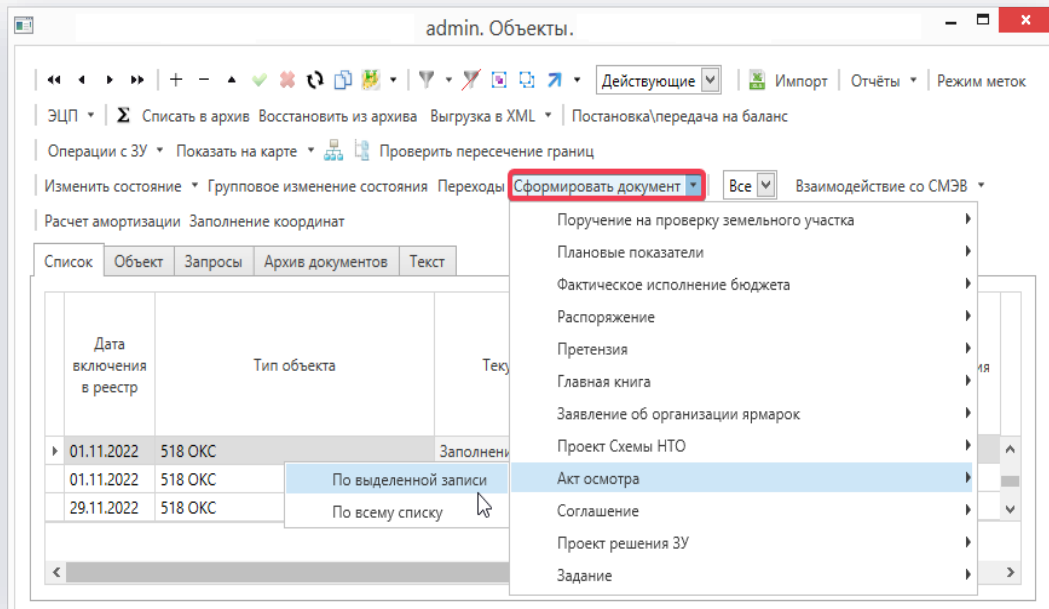 admin. Объекты.
Действующие Импорт Отчёты Режим меток
ЭЦП Σ Списать в архив Восстановить из архива Выгрузка в XML Постановка\передача на баланс
Операции с ЗУ Показать на карте Проверить пересечение границ
Изменить состояние Групповое изменение состояния Переходы Сформировать документ Все Взаимодействие со СМЭВ
Расчет амортизации Заполнение координат
Список Объект Запросы Архив документов Текст
Дата
включения
в реестр
Тип объекта
Теку
ия
01.11.2022 518 ОКС Заполнени
01.11.2022 518 ОКС
29.11.2022 518 ОКС
Поручение на проверку земельного участка
Плановые показатели
Фактическое исполнение бюджета
Распоряжение
Претензия
Главная книга
Заявление об организации ярмарок
Проект Схемы НТО
Акт осмотра
Соглашение
Проект решения ЗУ
Задание
По выделенной записи
По всему списку